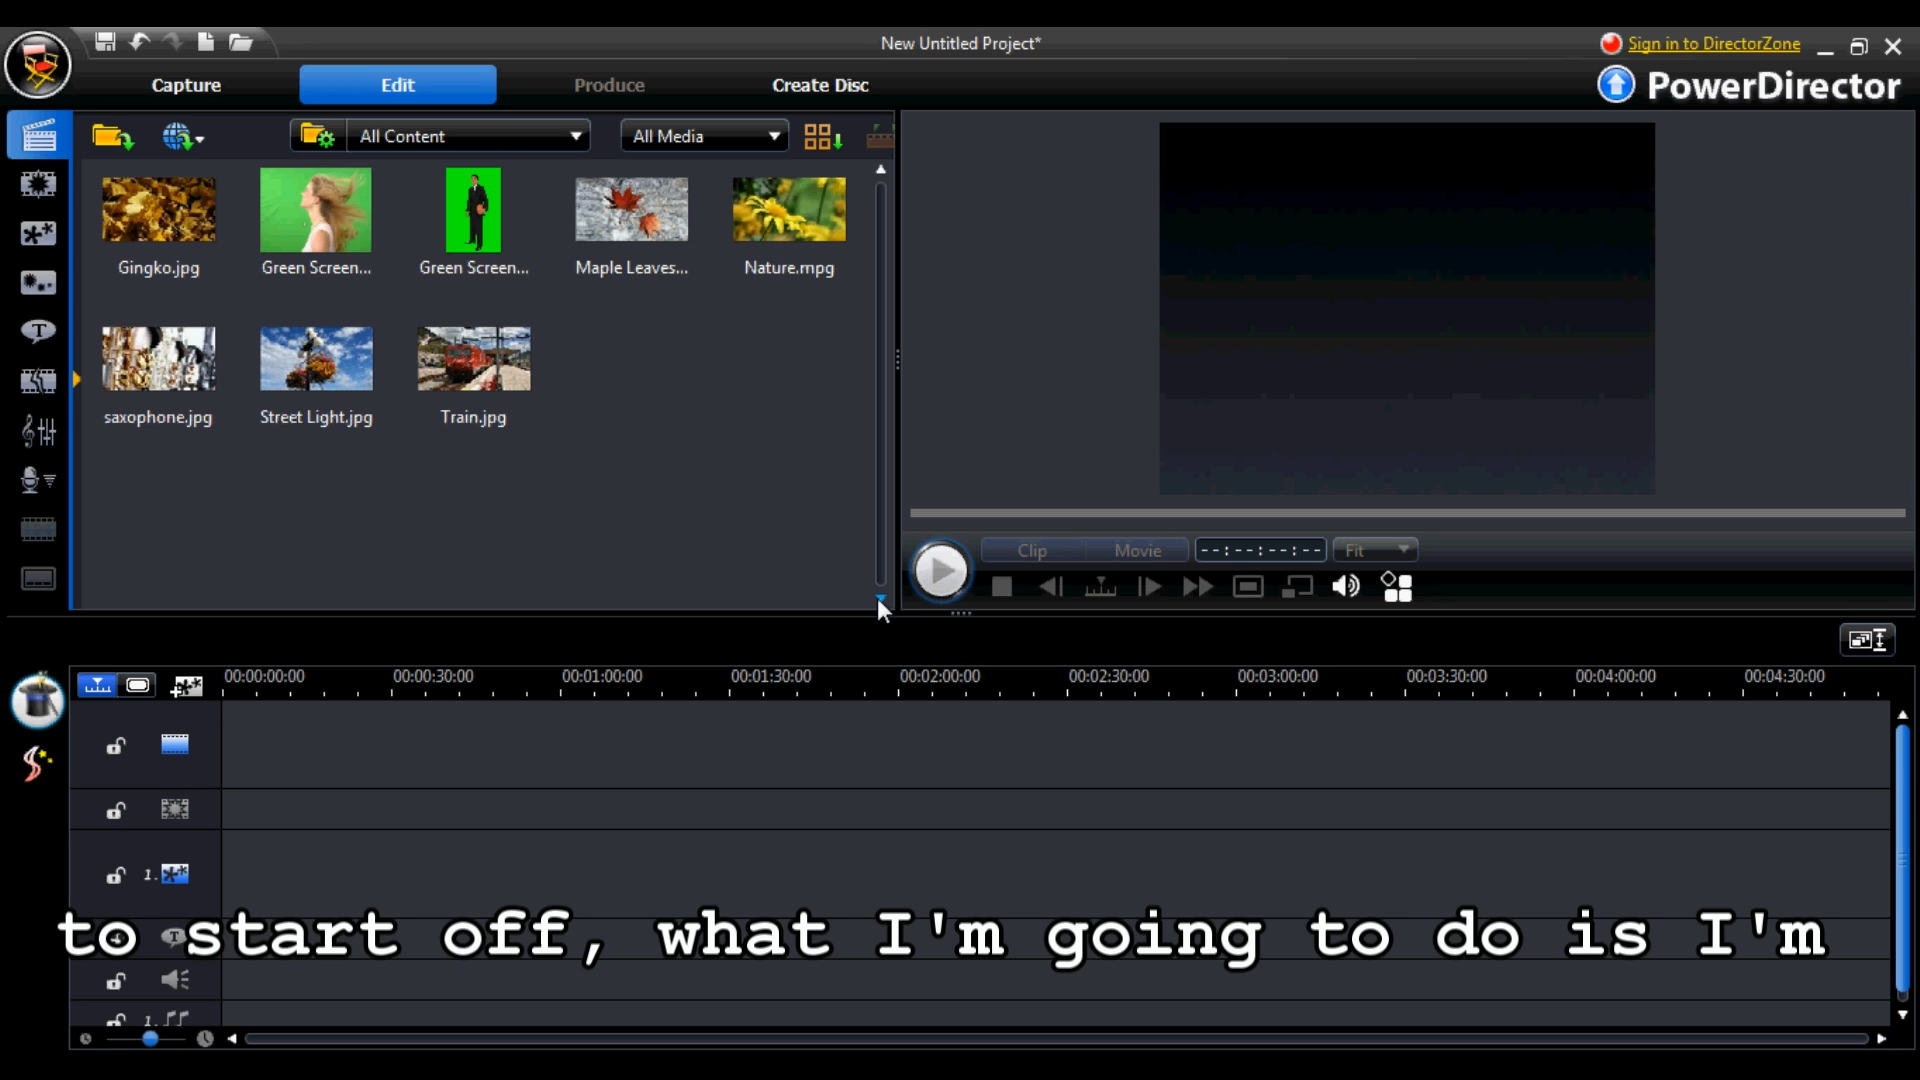 New Untitled Project*
Sign in to DirectorZone
Capture
Edit
Produce
Create Disc
PowerDirector
All Content
All Media
Gingko.jpg
Green Screen...
Green Screen...
Maple Leaves...
Nature.mpg
saxophone.jpg
Street Light.jpg
Train.jpg
Clip
Movie
--:--:--:--
Fit
00:00:00:00
00:00:30:00
00:01:00:00
00:01:30:00
00:02:00:00
00:02:30:00
00:03:00:00
00:03:30:00
00:04:00:00
00:04:30:00
1.
T
to start off, what I'm going to do is I'm
1.